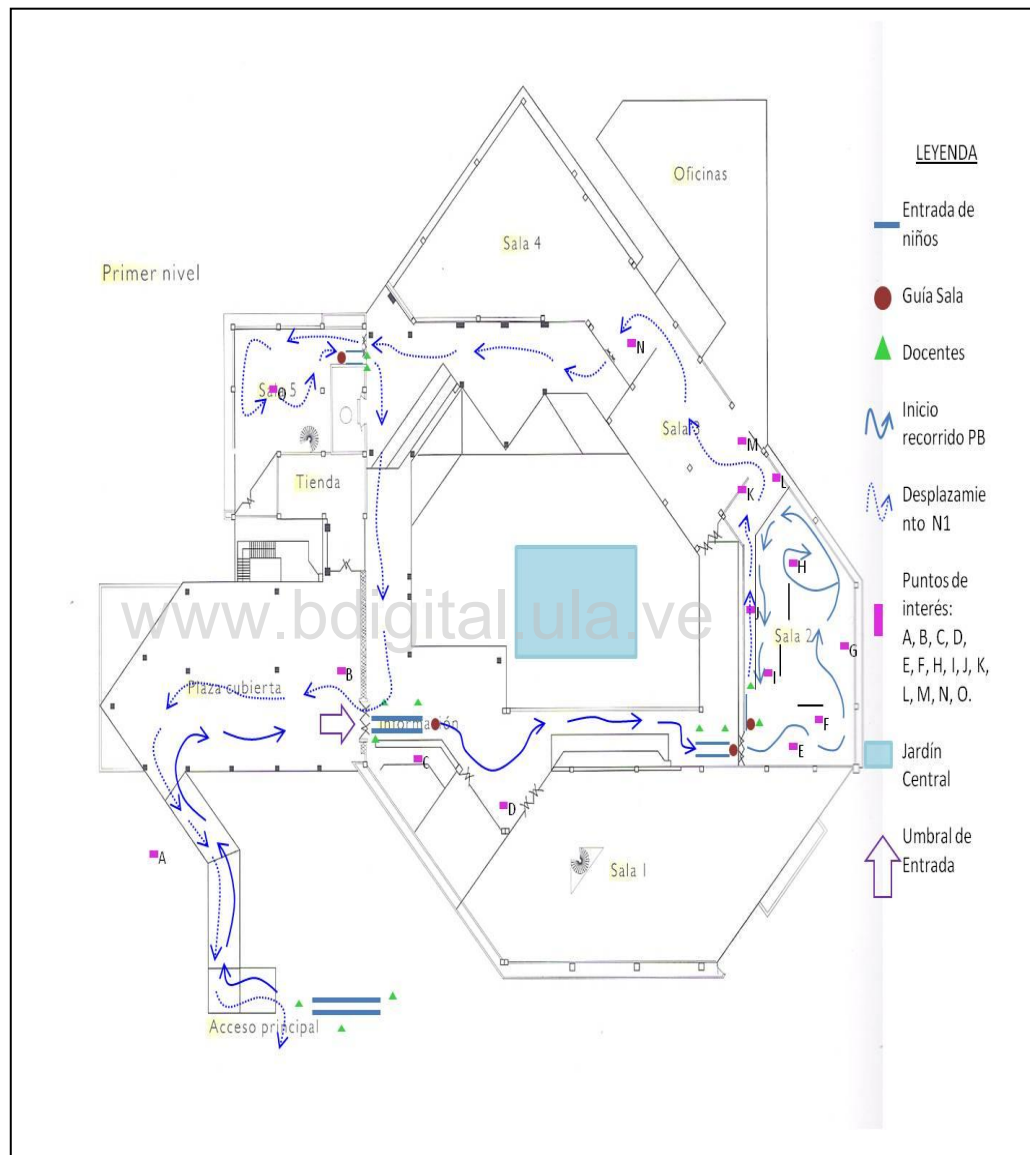 LEYENDA
Entrada de
niños
Guía Sala
Docentes
Inicio
recorrido PB
Desplazamie
nto N1
Puntos de
interés:
A, B, C, D,
E, F, H, I, J, K,
L, M, N, O.
Jardín
Central
Umbral de
Entrada
Primer nivel
Oficinas
Sala 4
N
Sala 5
O
Sala 3
M
L
K
Tienda
H
J
Sala 2
G
www.bdigital.ula.ve
B
Plaza cubierta
I
F
Información
E
C
D
A
Sala 1
Acceso principal